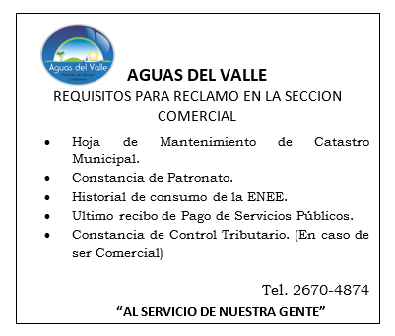 Aguas del Valle
AGUAS DEL VALLE
REQUISITOS PARA RECLAMO EN LA SECCION
COMERCIAL
• Hoja de Mantenimiento de Catastro
Municipal.
• Constancia de Patronato.
• Historial de consumo de la ENEE.
• Ultimo recibo de Pago de Servicios Públicos.
• Constancia de Control Tributario. (En caso de
ser Comercial)
Tel. 2670-4874
“AL SERVICIO DE NUESTRA GENTE”